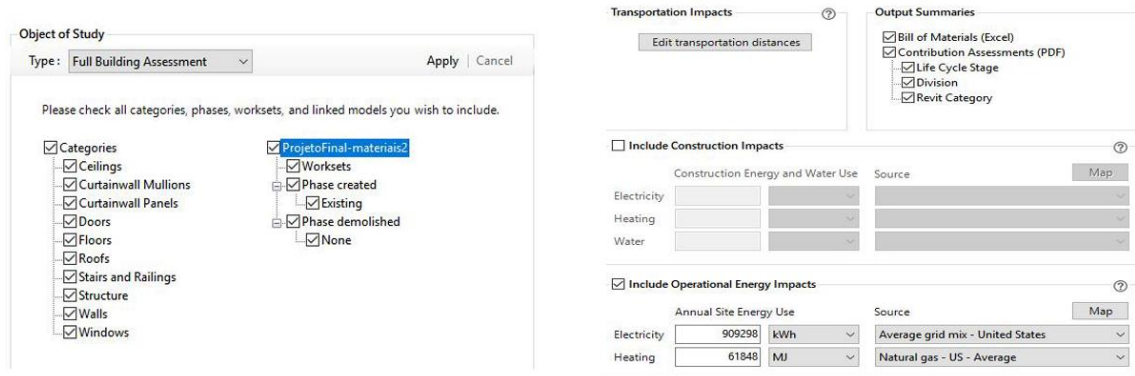 Object of Study
Type: Full Building Assessment Apply | Cancel
Please check all categories, phases, worksets, and linked models you wish to include.
Categories
Ceilings
Curtainwall Mullions
Curtainwall Panels
Doors
Floors
Roofs
Stairs and Railings
Structure
Walls
Windows
ProjetoFinal-materiais2
Worksets
Phase created
Existing
Phase demolished
None
Transportation Impacts ?
Edit transportation distances
Output Summaries
Bill of Materials (Excel)
Contribution Assessments (PDF)
Life Cycle Stage
Division
Revit Category
Include Construction Impacts ?
Construction Energy and Water Use Source Map
Electricity
Heating
Water
Include Operational Energy Impacts ?
Annual Site Energy Use Source Map
Electricity 909298 kWh Average grid mix - United States
Heating 61848 MJ Natural gas - US - Average